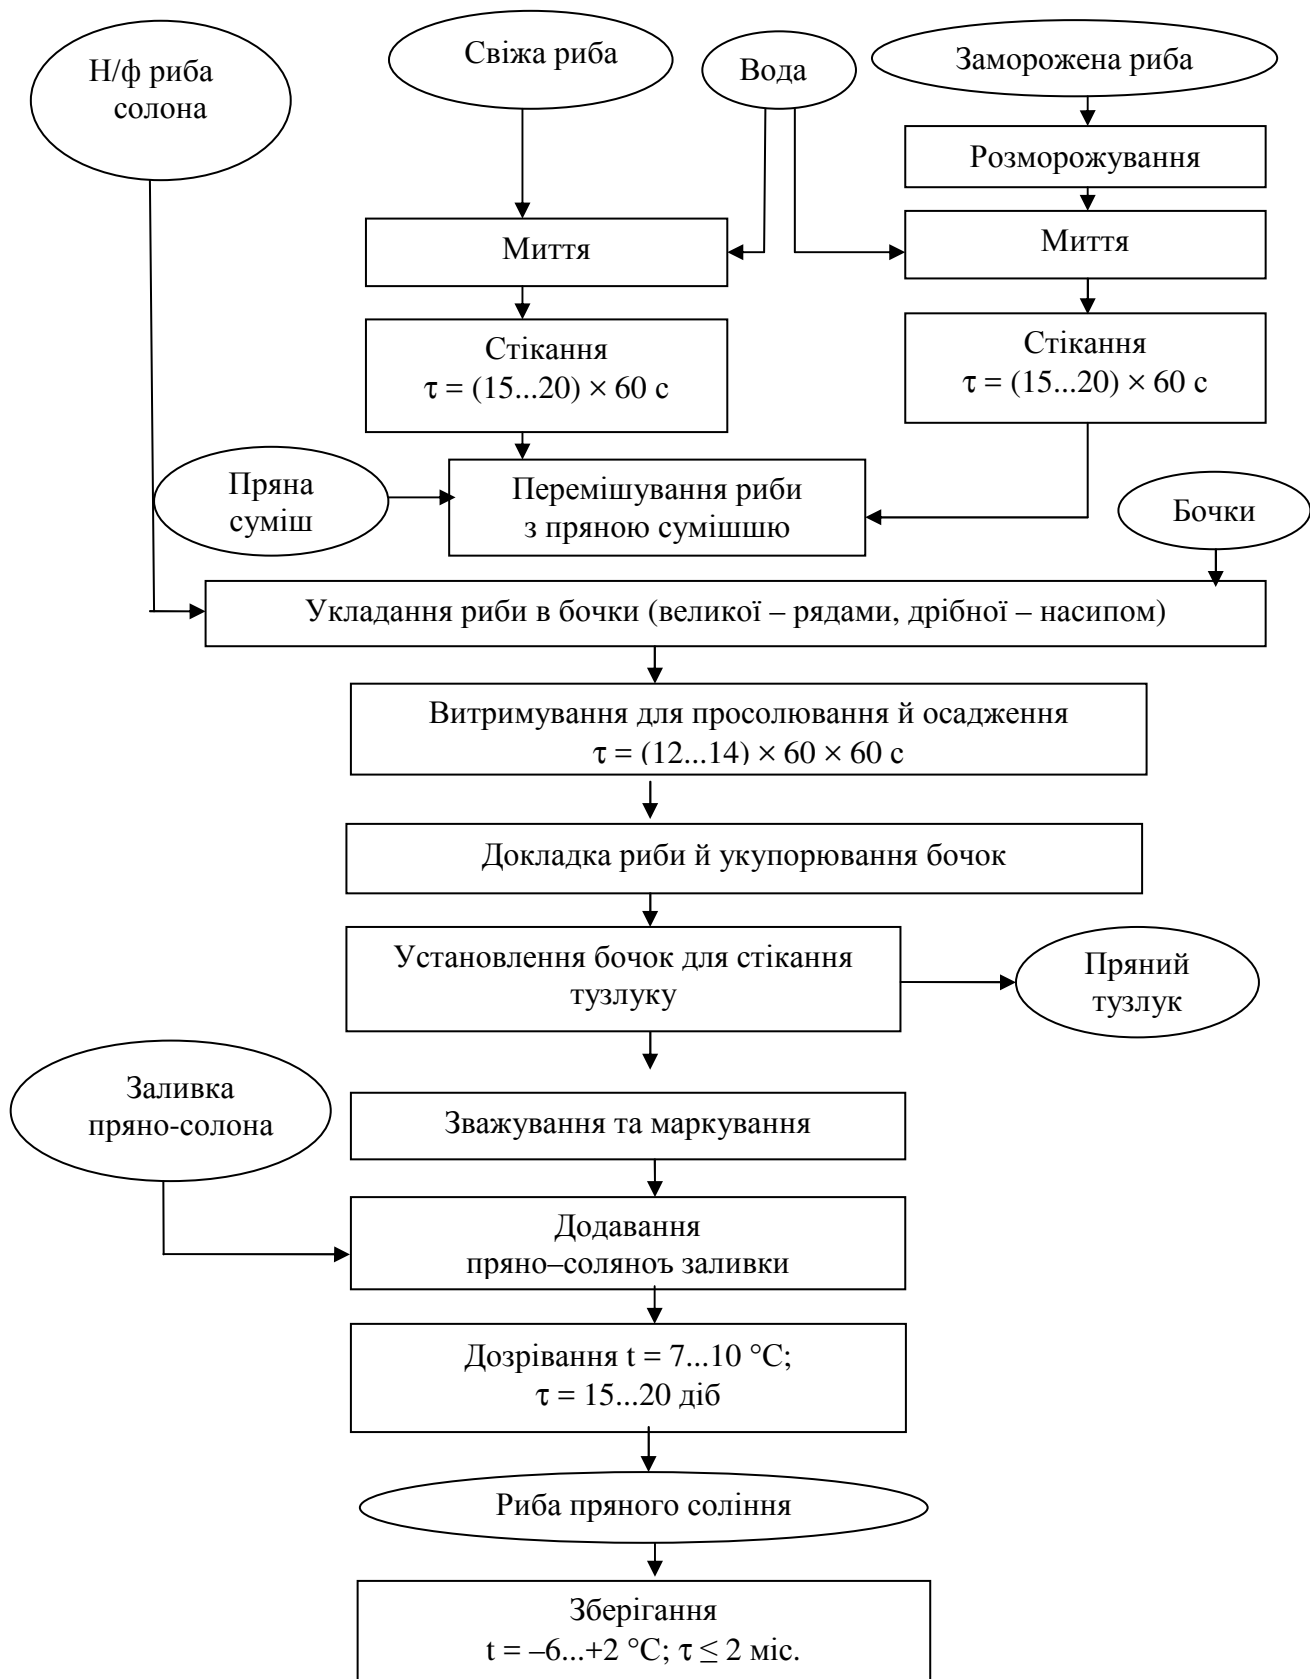 Н/ф риба
солона
Свіжа риба
Вода
Заморожена риба
Розморожування
Миття
Миття
Стікання
τ = (15...20) × 60 с
Стікання
τ = (15...20) × 60 с
Пряна
суміш
Перемішування риби
з пряною сумішшю
Бочки
Укладання риби в бочки (великої – рядами, дрібної – насипом)
Витримування для просолювання й осадження
τ = (12...14) × 60 × 60 с
Докладка риби й укупорювання бочок
Установлення бочок для стікання
тузлуку
Пряний
тузлук
Заливка
пряно-солона
Зважування та маркування
Додавання
пряно–соляноъ заливки
Дозрівання t = 7...10 °С;
τ = 15...20 діб
Риба пряного соління
Зберігання
t = –6...+2 °С; τ ≤ 2 міс.